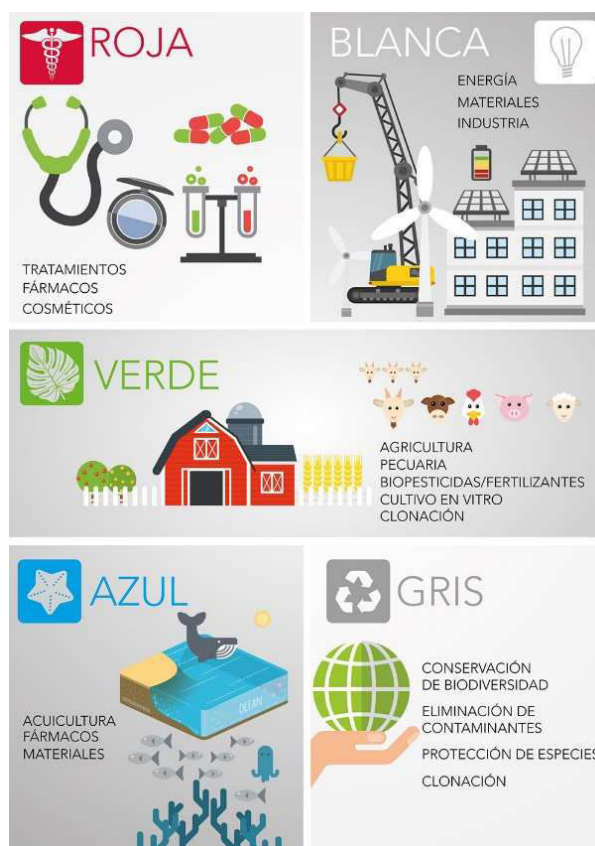 ROJA
TRATAMIENTOS
FÁRMACOS
COSMÉTICOS
BLANCA
ENERGÍA
MATERIALES
INDUSTRIA
VERDE
AGRICULTURA
PECUARIA
BIOPESTICIDAS/FERTILIZANTES
CULTIVO EN VITRO
CLONACIÓN
AZUL
OCEAN
ACUICULTURA
FÁRMACOS
MATERIALES
GRIS
CONSERVACIÓN
DE BIODIVERSIDAD
ELIMINACIÓN DE
CONTAMINANTES
PROTECCIÓN DE ESPECIES
CLONACIÓN